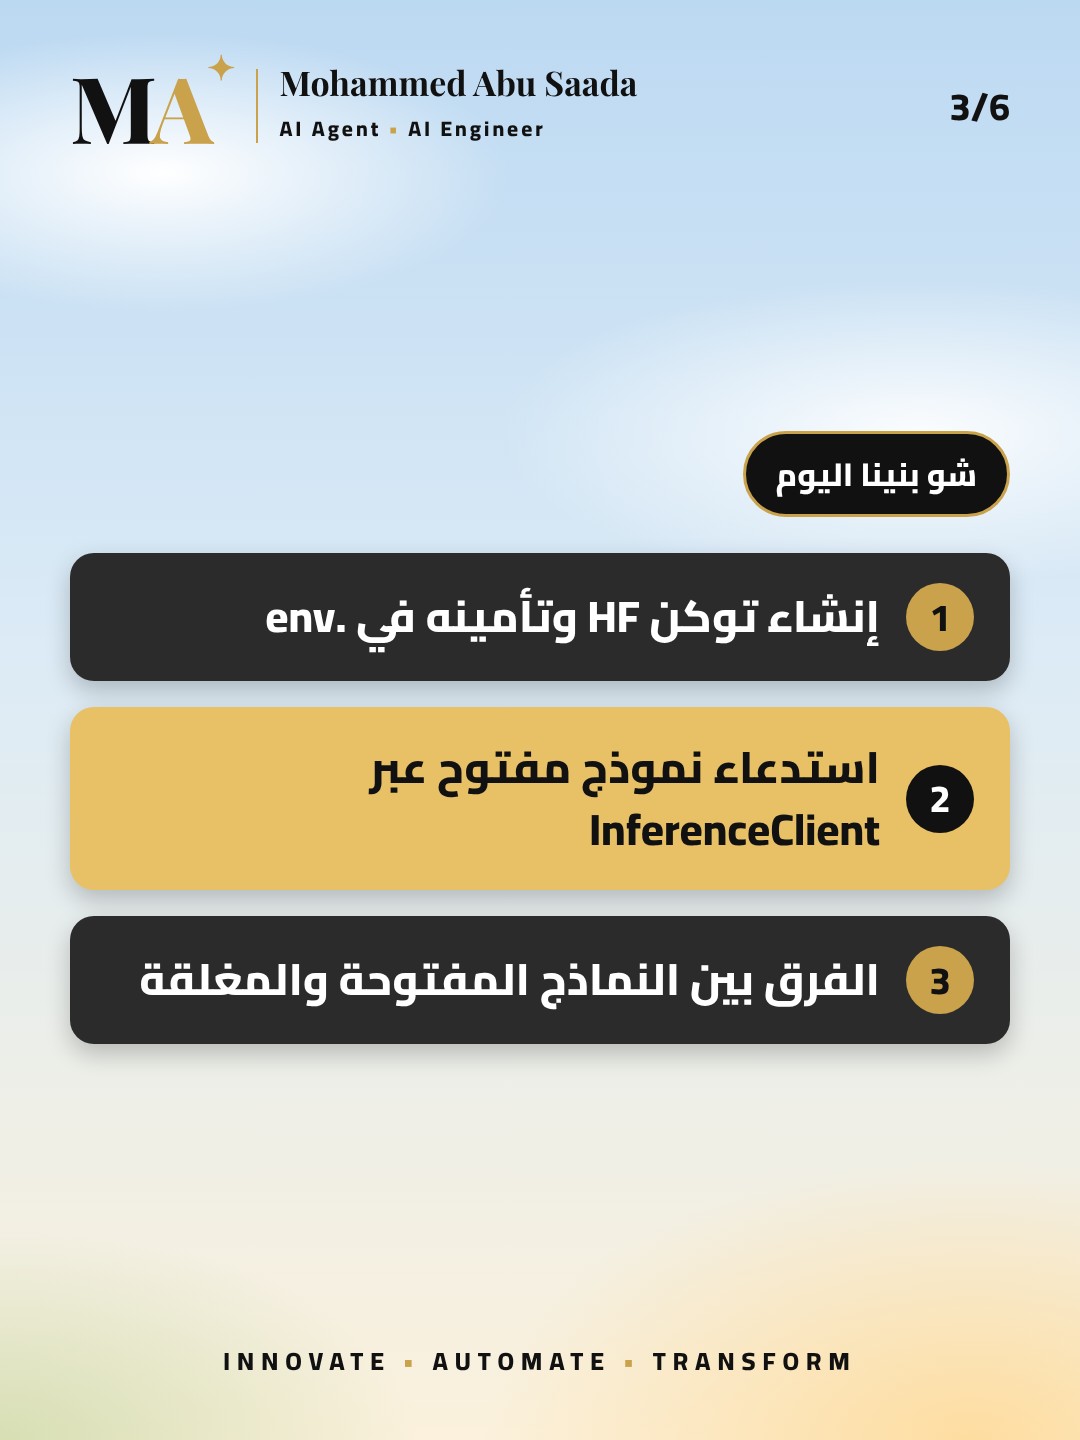 MA
Mohammed Abu Saada
AI Agent ▪ AI Engineer
3/6
شو بنينا اليوم
1
إنشاء توكن HF وتأمينه في .env
2
استدعاء نموذج مفتوح عبر
InferenceClient
3
الفرق بين النماذج المفتوحة والمغلقة
INNOVATE ▪ AUTOMATE ▪ TRANSFORM